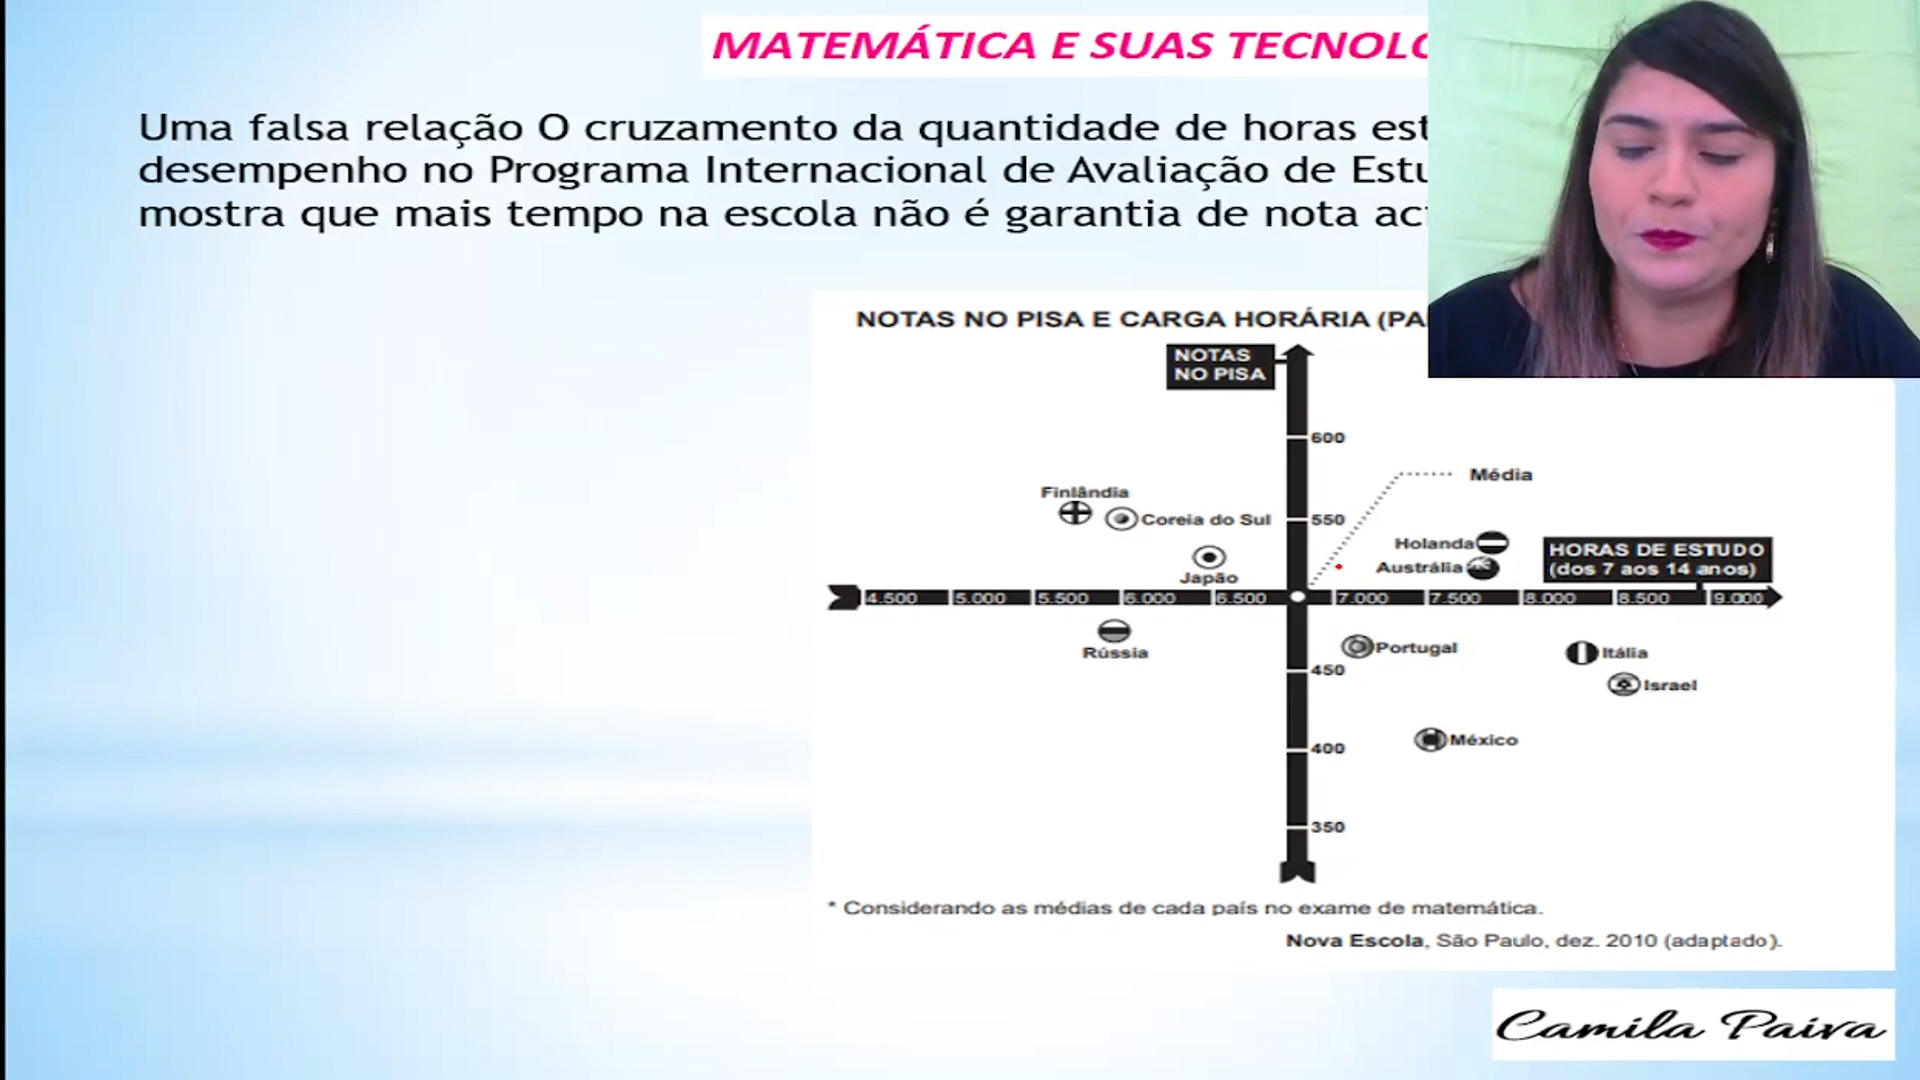 MATEMÁTICA E SUAS
Uma falsa relação O cruzamento da quantidade de horas
desempenho no Programa Internacional de Avaliação de
mostra que mais tempo na escola não é garantia de nota
NOTAS NO PISA E CARGA HORÁRIA
NOTAS
NO PISA
600
Média
Finlândia
Coreia do Sul
550
Holanda
HORAS DE ESTUDO
(dos 7 aos 14 anos)
Austrália
Japão
4.500 5.000 5.500 6.000 6.500 7.000 7.500 8.000 8.500 9.000
Rússia
Portugal
Itália
450
Israel
México
400
350
* Considerando as médias de cada país no exame de matemática.
Nova Escola, São Paulo, dez. 2010 (adaptado).
Camila Paiva